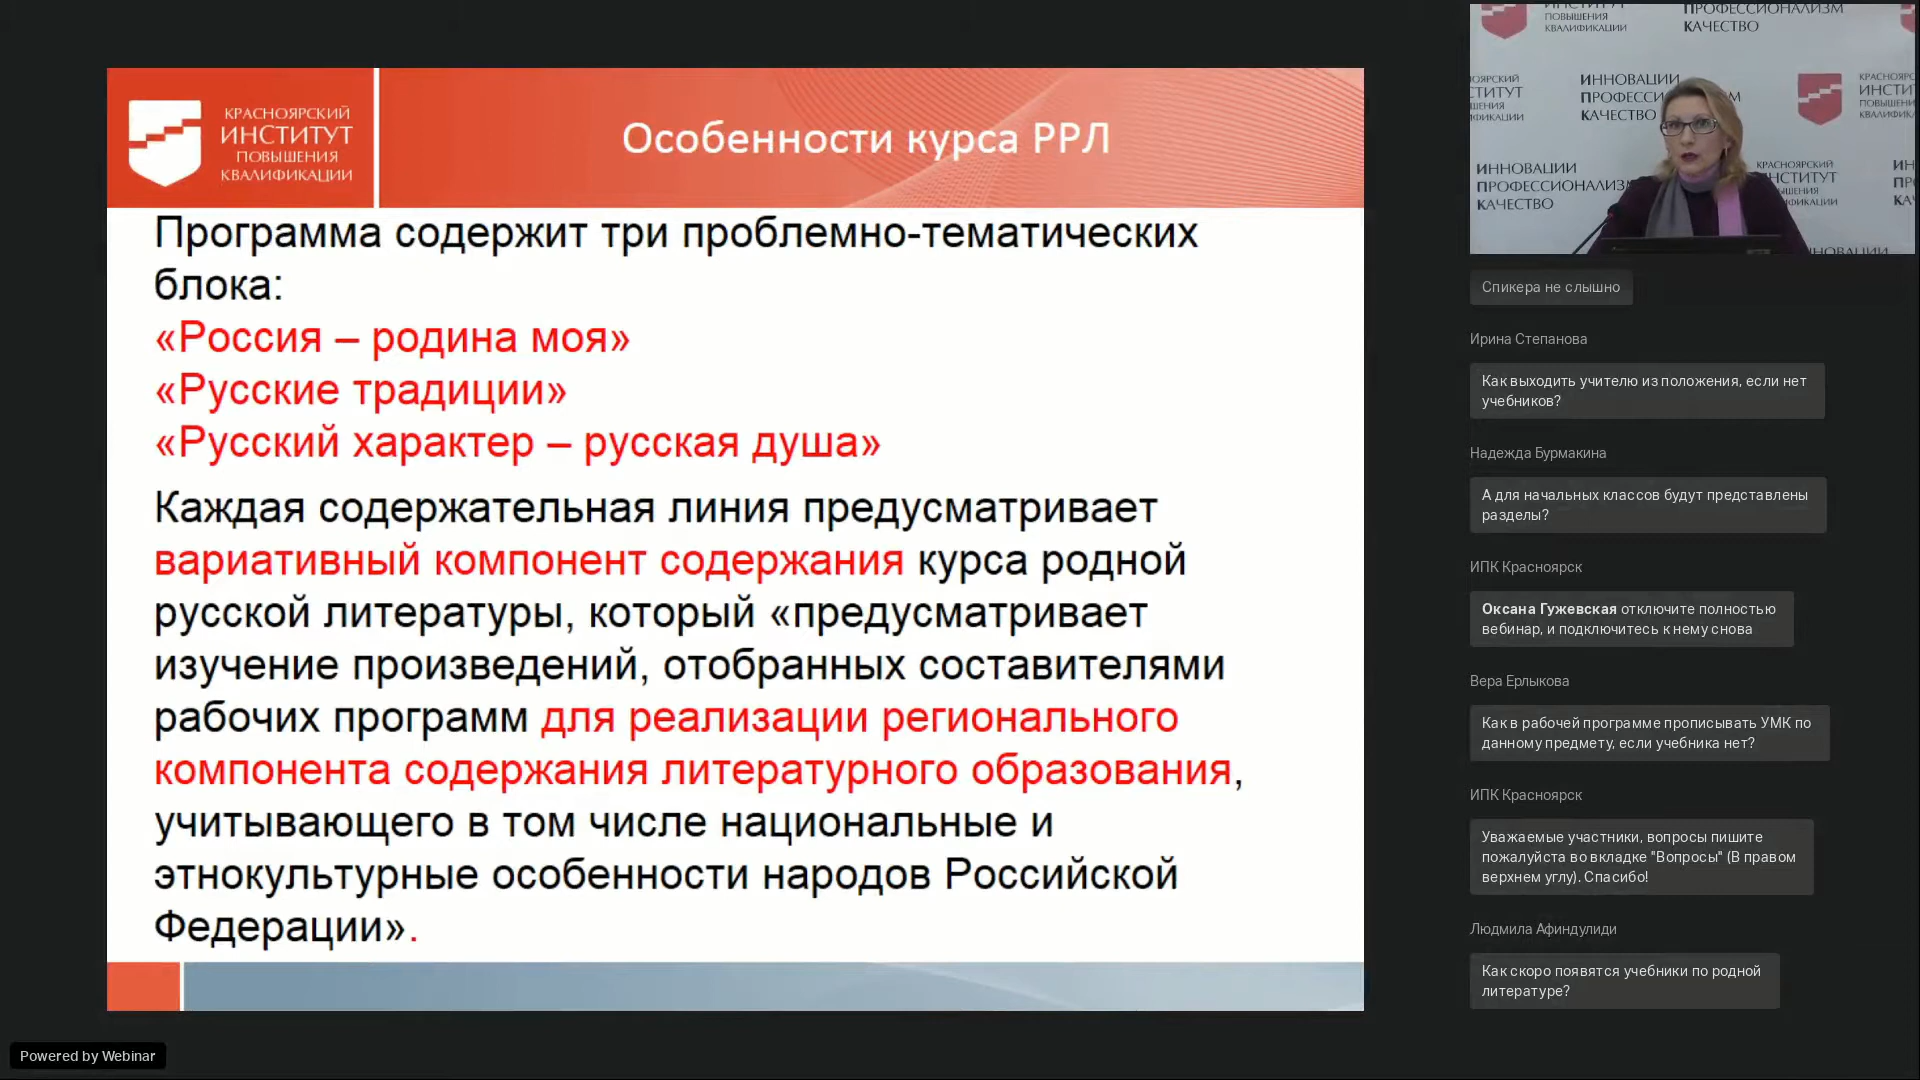 КРАСНОЯРСКИЙ
ИНСТИТУТ
ПОВЫШЕНИЯ
КВАЛИФИКАЦИИ
Особенности курса РРЛ
Программа содержит три проблемно-тематических
блока:
«Россия – родина моя»
«Русские традиции»
«Русский характер – русская душа»
Каждая содержательная линия предусматривает
вариативный компонент содержания курса родной
русской литературы, который «предусматривает
изучение произведений, отобранных составителями
рабочих программ для реализации регионального
компонента содержания литературного образования,
учитывающего в том числе национальные и
этнокультурные особенности народов Российской
Федерации».
Powered by Webinar
ИНСТИТУТ
ПОВЫШЕНИЯ
КВАЛИФИКАЦИИ
ПРОФЕССИОНАЛИЗМ
КАЧЕСТВО
ИННОВАЦИИ
КАЧЕСТВО
ИННОВАЦИИ
ПРОФЕССИОНАЛИЗМ
КАЧЕСТВО
КРАСНОЯРСКИЙ
Спикера не слышно
Ирина Степанова
Как выходить учителю из положения, если нет
учебников?
Надежда Бурмакина
А для начальных классов будут представлены
разделы?
ИПК Красноярск
Оксана Гужевская отключите полностью
вебинар, и подключитесь к нему снова
Вера Ерлыкова
Как в рабочей программе прописывать УМК по
данному предмету, если учебника нет?
ИПК Красноярск
Уважаемые участники, вопросы пишите
пожалуйста во вкладке "Вопросы" (В правом
верхнем углу). Спасибо!
Людмила Афиндулиди
Как скоро появятся учебники по родной
литературе?